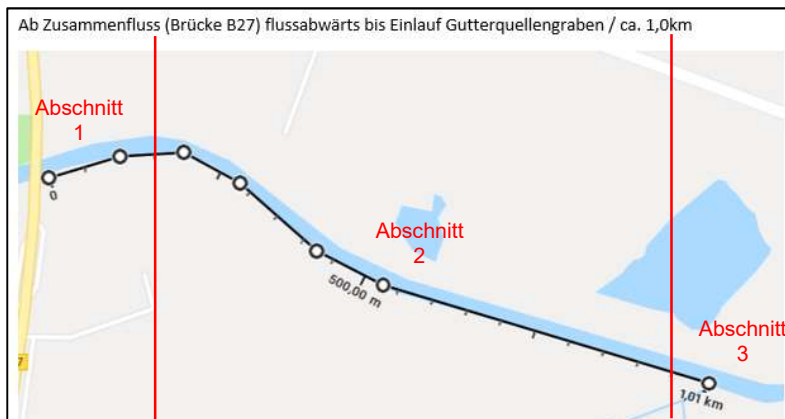 Ab Zusammenfluss (Brücke B27) flussabwärts bis Einlauf Gutterquellengraben / ca. 1,0km
Abschnitt
1
0
Abschnitt
2
500,00 m
Abschnitt
3
7
1,01 km